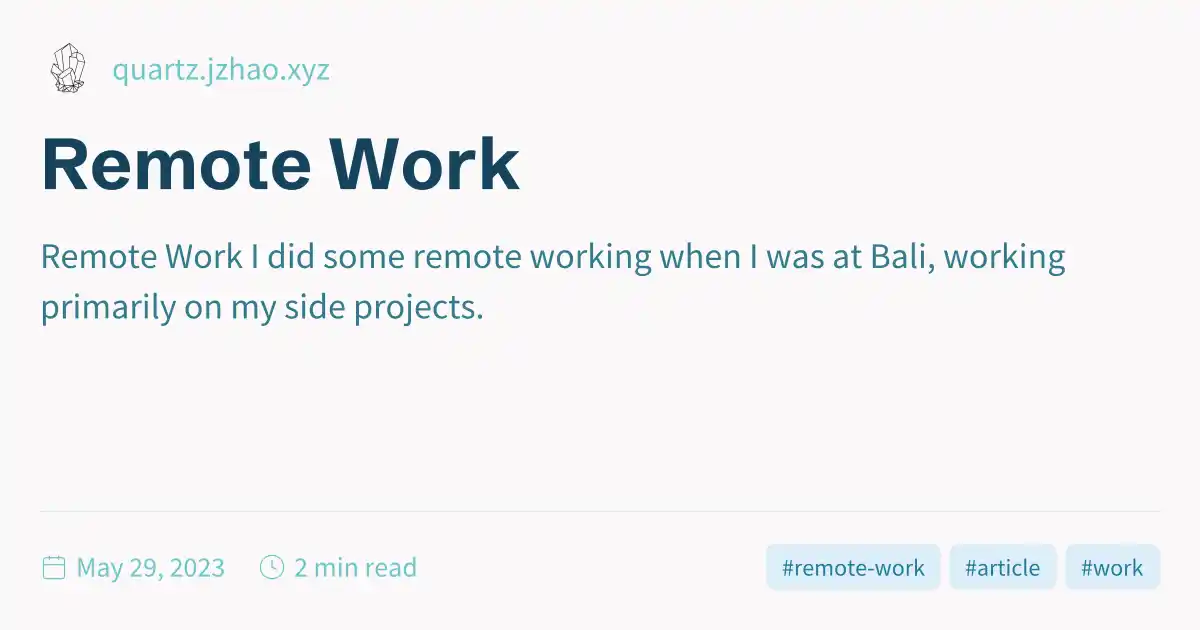 quartz.jzhao.xyz
Remote Work
Remote Work I did some remote working when I was at Bali, working
primarily on my side projects.
May 29, 2023 2 min read #remote-work #article #work